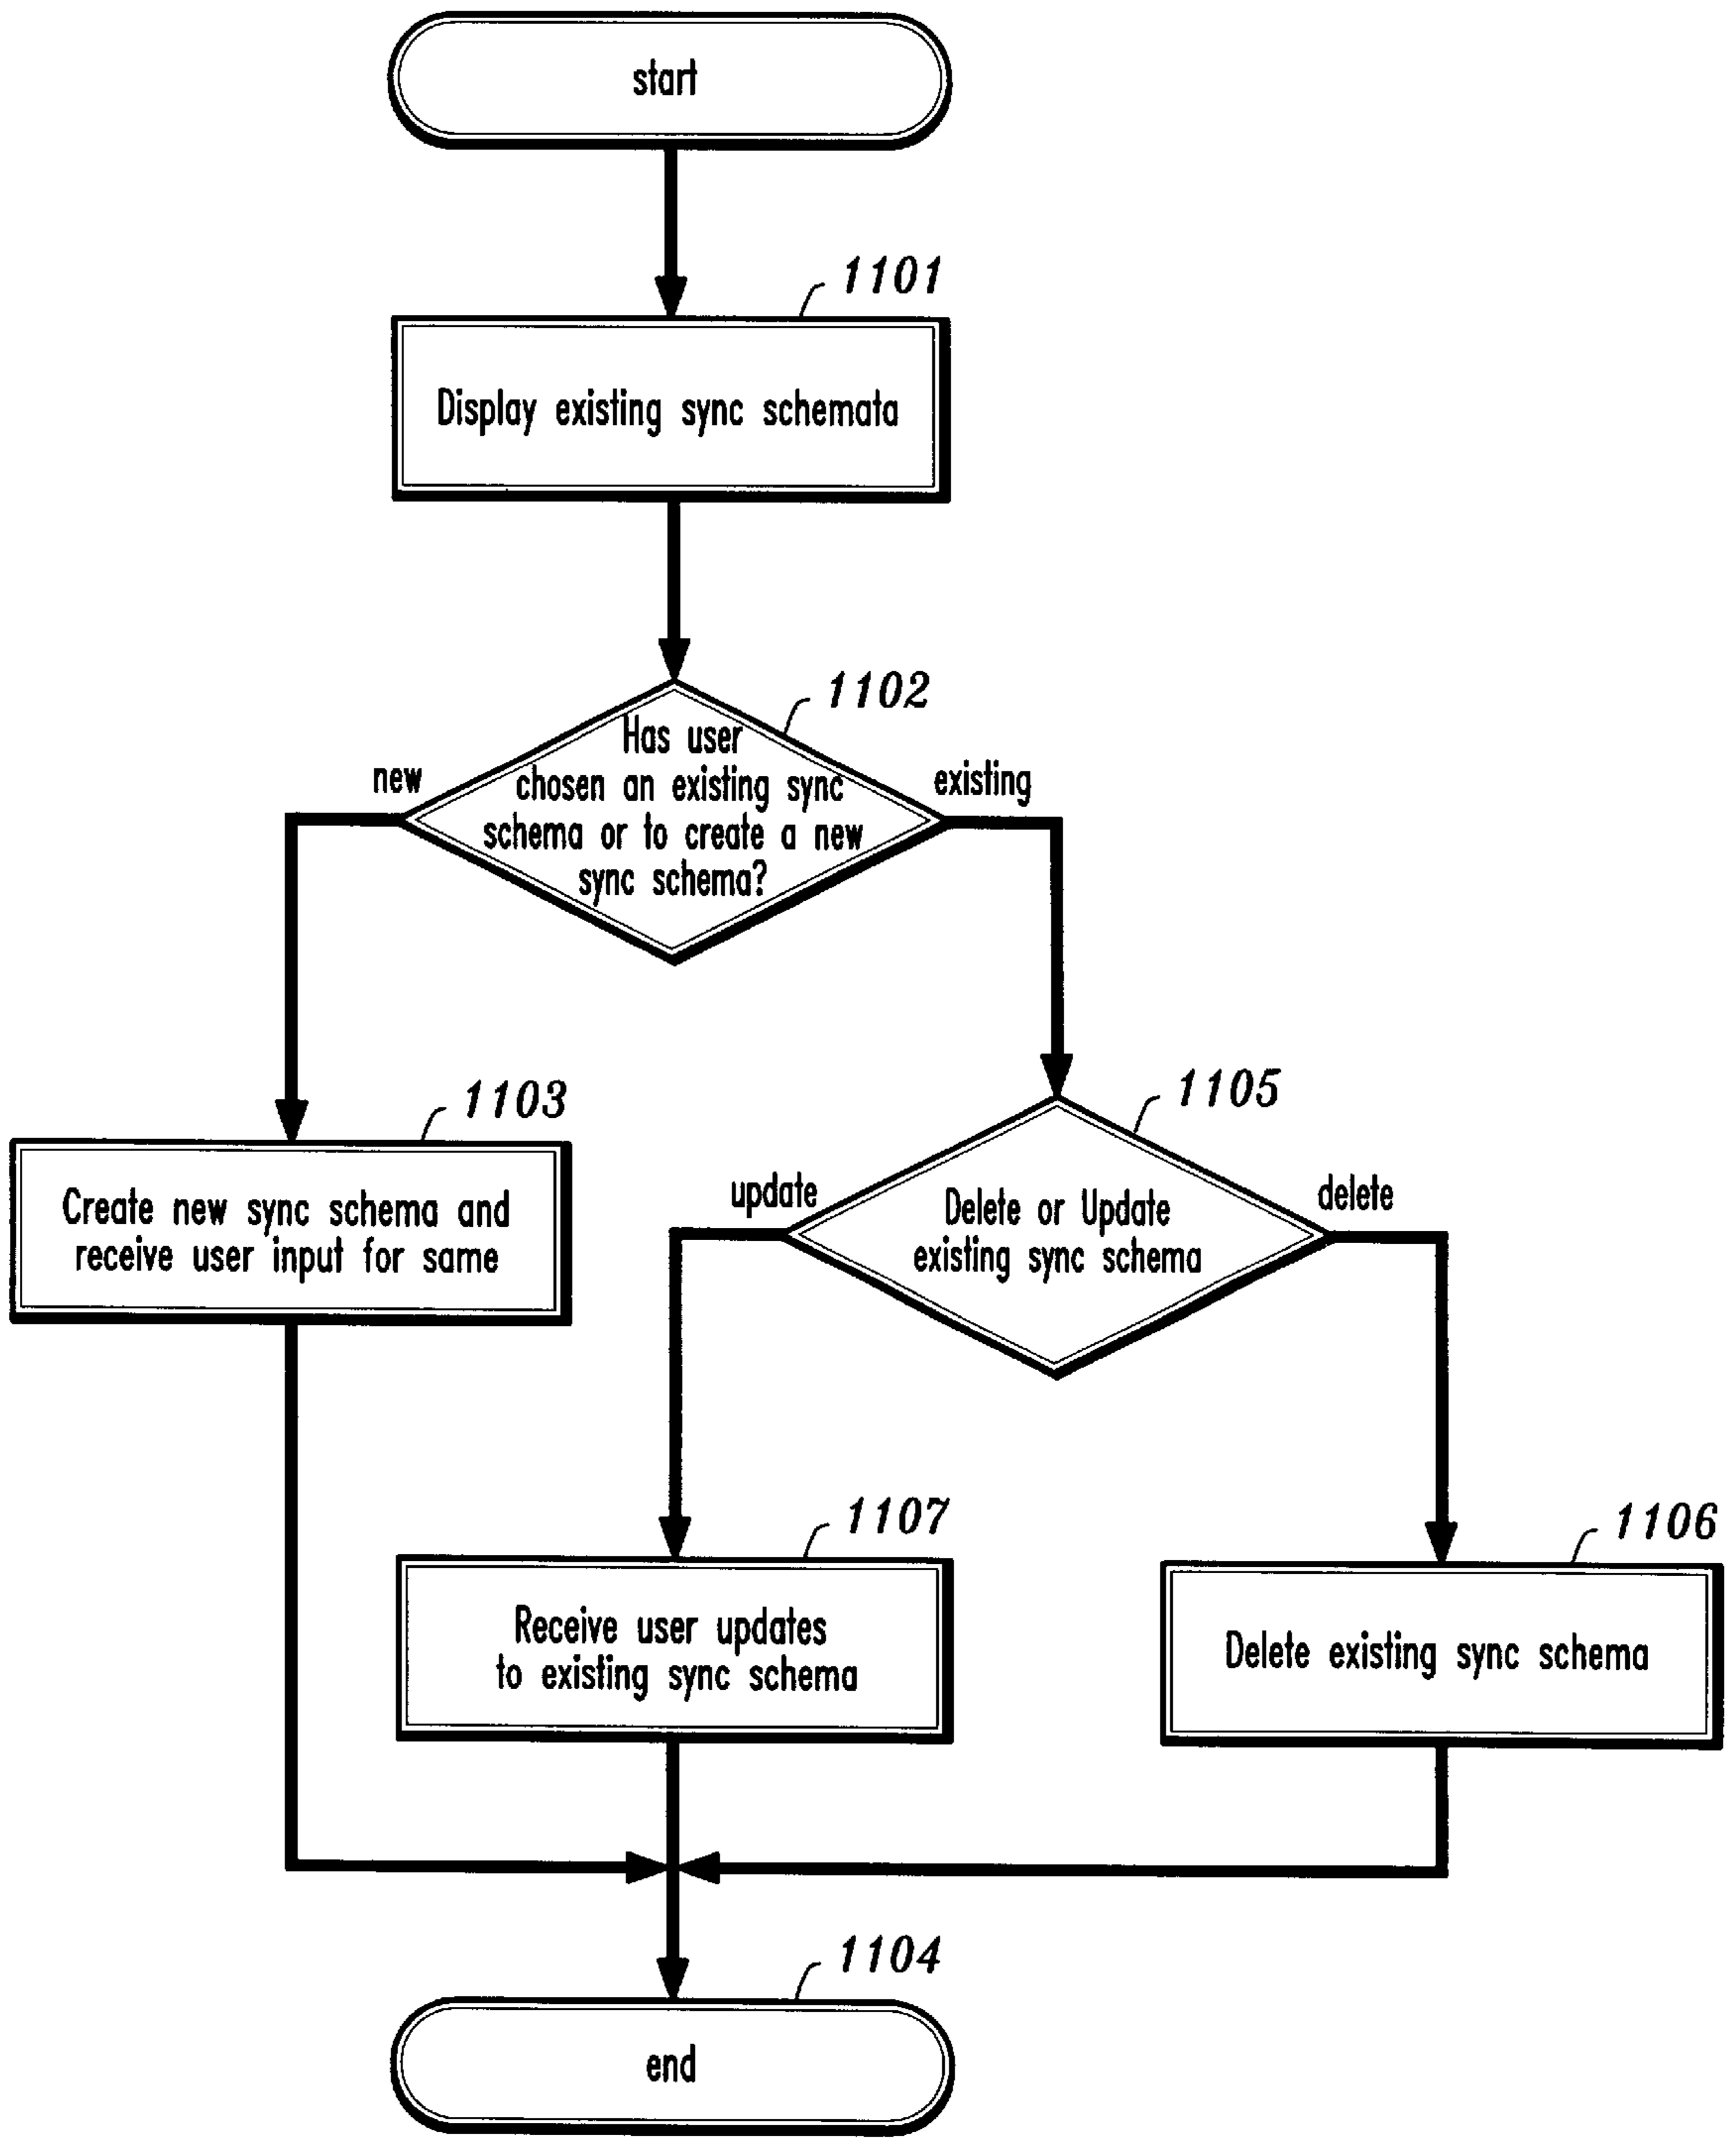 start
1101
Display existing sync schemata
1102
Has user
chosen an existing sync
schema or to create a new
sync schema?
new
existing
1103
Create new sync schema and
receive user input for same
1105
Delete or Update
existing sync schema
update
delete
1107
Receive user updates
to existing sync schema
1106
Delete existing sync schema
1104
end